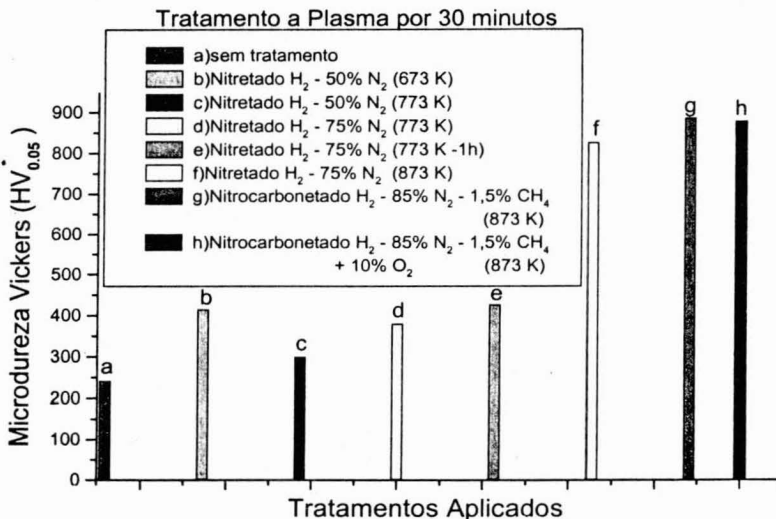 Tratamento a Plasma por 30 minutos
a)sem tratamento
b)Nitretado H₂ - 50% N₂ (673 K)
c)Nitretado H₂ - 50% N₂ (773 K)
d)Nitretado H₂ - 75% N₂ (773 K)
e)Nitretado H₂ - 75% N₂ (773 K -1h)
f)Nitretado H₂ - 75% N₂ (873 K)
g)Nitrocarbonetado H₂ - 85% N₂ - 1,5% CH₄
(873 K)
h)Nitrocarbonetado H₂ - 85% N₂ - 1,5% CH₄
+ 10% O₂ (873 K)
Microdureza Vickers (HV*₀.₀₅)
900
800
700
600
500
400
300
200
100
0
a
b
c
d
e
f
g
h
Tratamentos Aplicados